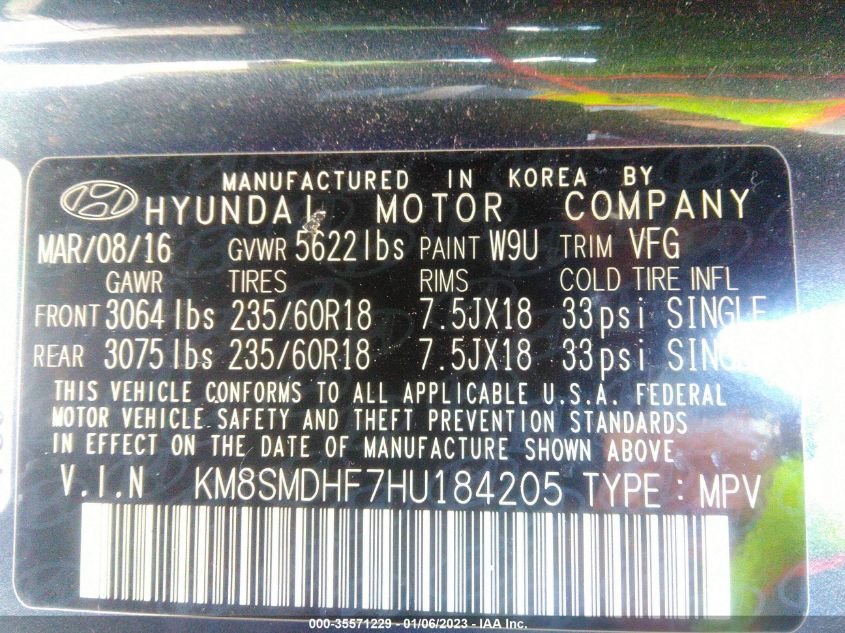 MANUFACTURED IN KOREA BY
HYUNDAI MOTOR COMPANY
MAR/08/16 GVWR 5622lbs PAINT W9U TRIM VFG
GAWR TIRES RIMS COLD TIRE INFL
FRONT 3064 lbs 235/60R18 7.5JX18 33psi SINGLE
REAR 3075 lbs 235/60R18 7.5JX18 33psi SINGLE
THIS VEHICLE CONFORMS TO ALL APPLICABLE U.S.A. FEDERAL
MOTOR VEHICLE SAFETY AND THEFT PREVENTION STANDARDS
IN EFFECT ON THE DATE OF MANUFACTURE SHOWN ABOVE
V.I.N KM8SMDHF7HU184205 TYPE : MPV
000-35571229 - 01/06/2023 - IAA Inc.